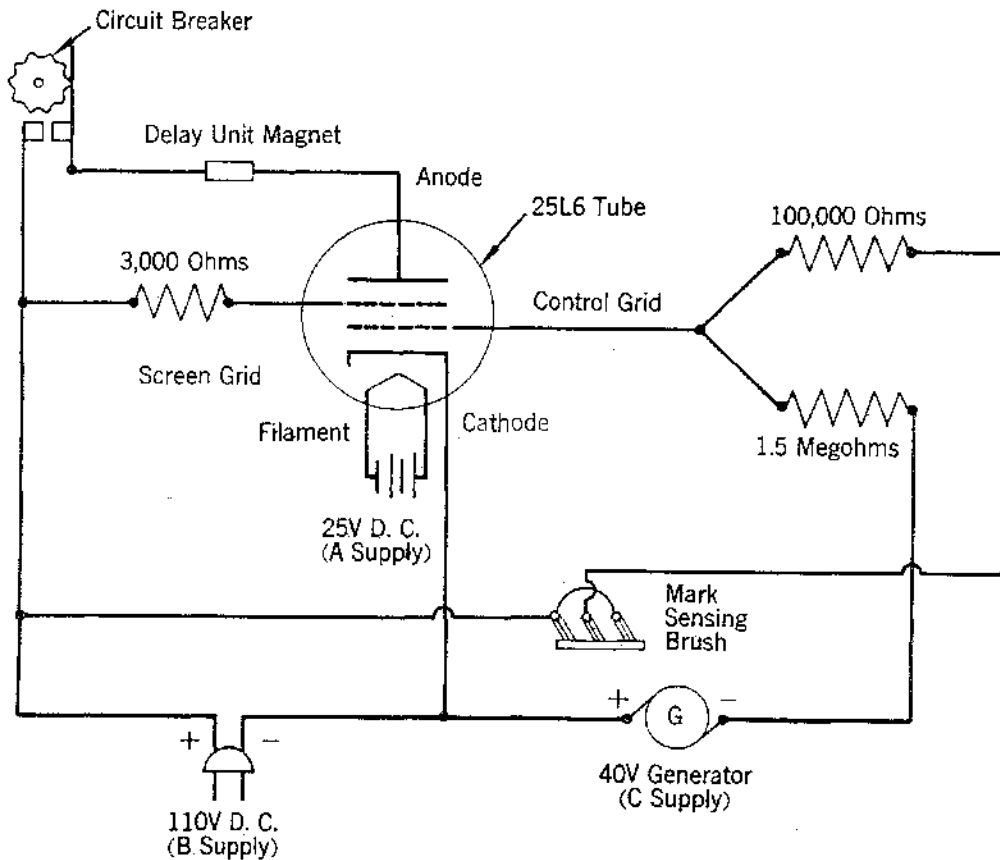 Circuit Breaker
Delay Unit Magnet
Anode
25L6 Tube
100,000 Ohms
3,000 Ohms
Control Grid
Screen Grid
Filament
Cathode
1.5 Megohms
25V D. C.
(A Supply)
Mark
Sensing
Brush
+ -
+ G -
40V Generator
(C Supply)
110V D. C.
(B Supply)